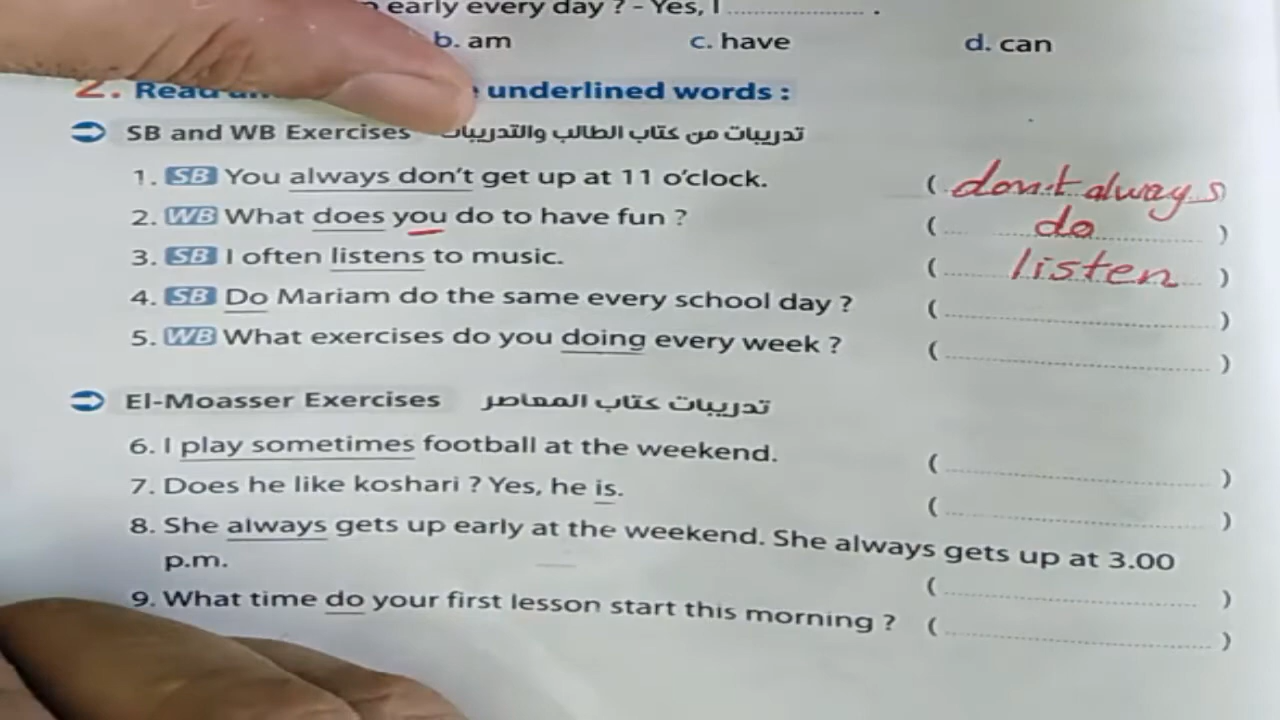 early every day ? - Yes, I .................... .
b. am c. have d. can
2. Read underlined words :
SB and WB Exercises تدريبات من كتاب الطالب والتدريبات
1. SB You always don't get up at 11 o'clock. (don't always)
2. WB What does you do to have fun ? (do)
3. SB I often listens to music. (listen)
4. SB Do Mariam do the same every school day ? (....................)
5. WB What exercises do you doing every week ? (....................)
El-Moasser Exercises تدريبات كتاب المعاصر
6. I play sometimes football at the weekend. (....................)
7. Does he like koshari ? Yes, he is. (....................)
8. She always gets up early at the weekend. She always gets up at 3.00
p.m. (....................)
9. What time do your first lesson start this morning ? (....................)